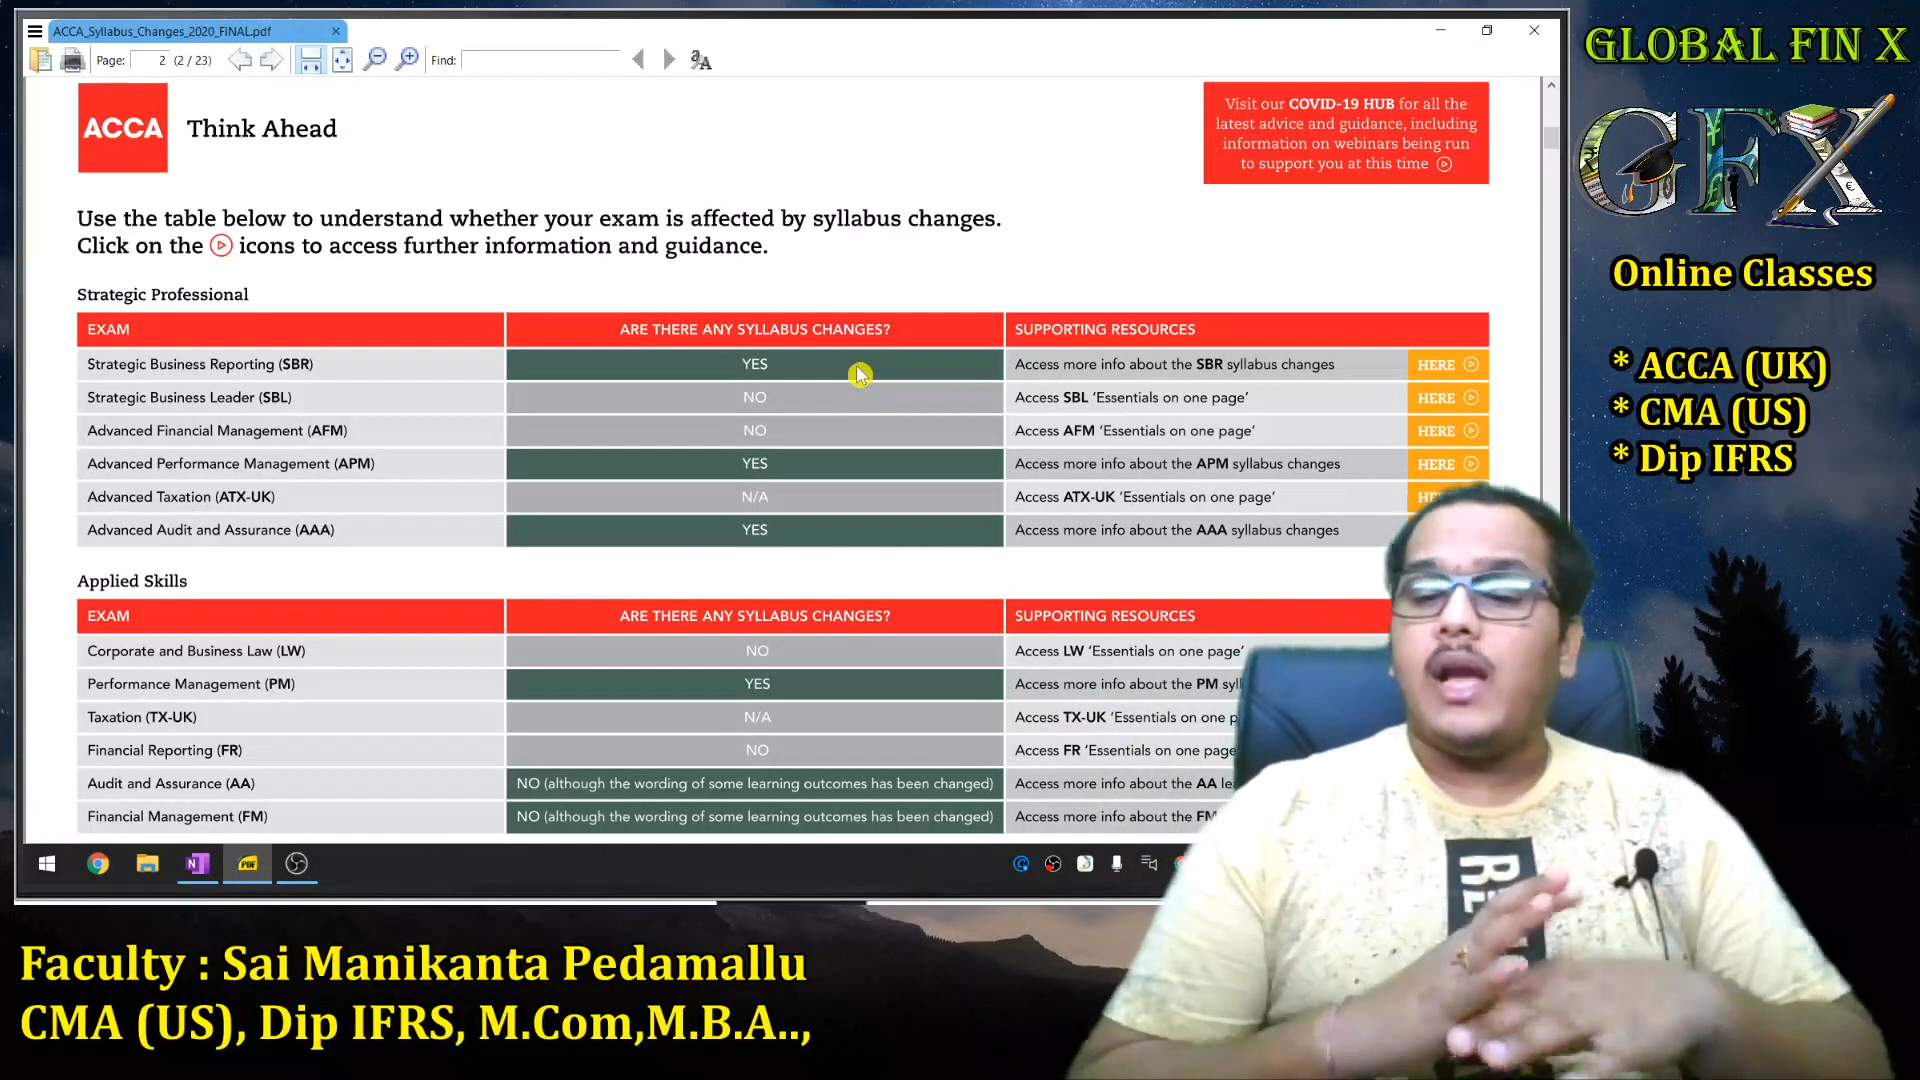 ACCA_Syllabus_Changes_2020_FINAL.pdf
Page: 2 (2 / 23)
Find:
ACCA Think Ahead
Visit our COVID-19 HUB for all the
latest advice and guidance, including
information on webinars being run
to support you at this time
Use the table below to understand whether your exam is affected by syllabus changes.
Click on the icons to access further information and guidance.
Strategic Professional
EXAM ARE THERE ANY SYLLABUS CHANGES? SUPPORTING RESOURCES
Strategic Business Reporting (SBR) YES Access more info about the SBR syllabus changes HERE
Strategic Business Leader (SBL) NO Access SBL 'Essentials on one page' HERE
Advanced Financial Management (AFM) NO Access AFM 'Essentials on one page' HERE
Advanced Performance Management (APM) YES Access more info about the APM syllabus changes HERE
Advanced Taxation (ATX-UK) N/A Access ATX-UK 'Essentials on one page'
Advanced Audit and Assurance (AAA) YES Access more info about the AAA syllabus changes
Applied Skills
EXAM ARE THERE ANY SYLLABUS CHANGES? SUPPORTING RESOURCES
Corporate and Business Law (LW) NO Access LW 'Essentials on one page'
Performance Management (PM) YES Access more info about the PM
Taxation (TX-UK) N/A Access TX-UK 'Essentials on one
Financial Reporting (FR) NO Access FR 'Essentials on one page
Audit and Assurance (AA) NO (although the wording of some learning outcomes has been changed) Access more info about the AA
Financial Management (FM) NO (although the wording of some learning outcomes has been changed) Access more info about the
GLOBAL FIN X
GFX
Online Classes
* ACCA (UK)
* CMA (US)
* Dip IFRS
Faculty : Sai Manikanta Pedamallu
CMA (US), Dip IFRS, M.Com,M.B.A..,